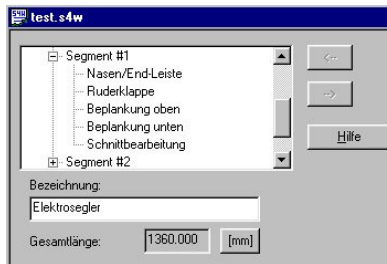 test.s4w
Segment #1
Nasen/End-Leiste
Ruderklappe
Beplankung oben
Beplankung unten
Schnittbearbeitung
Segment #2
<--
-->
Hilfe
Bezeichnung:
Elektrosegler
Gesamtlänge: 1360.000 [mm]